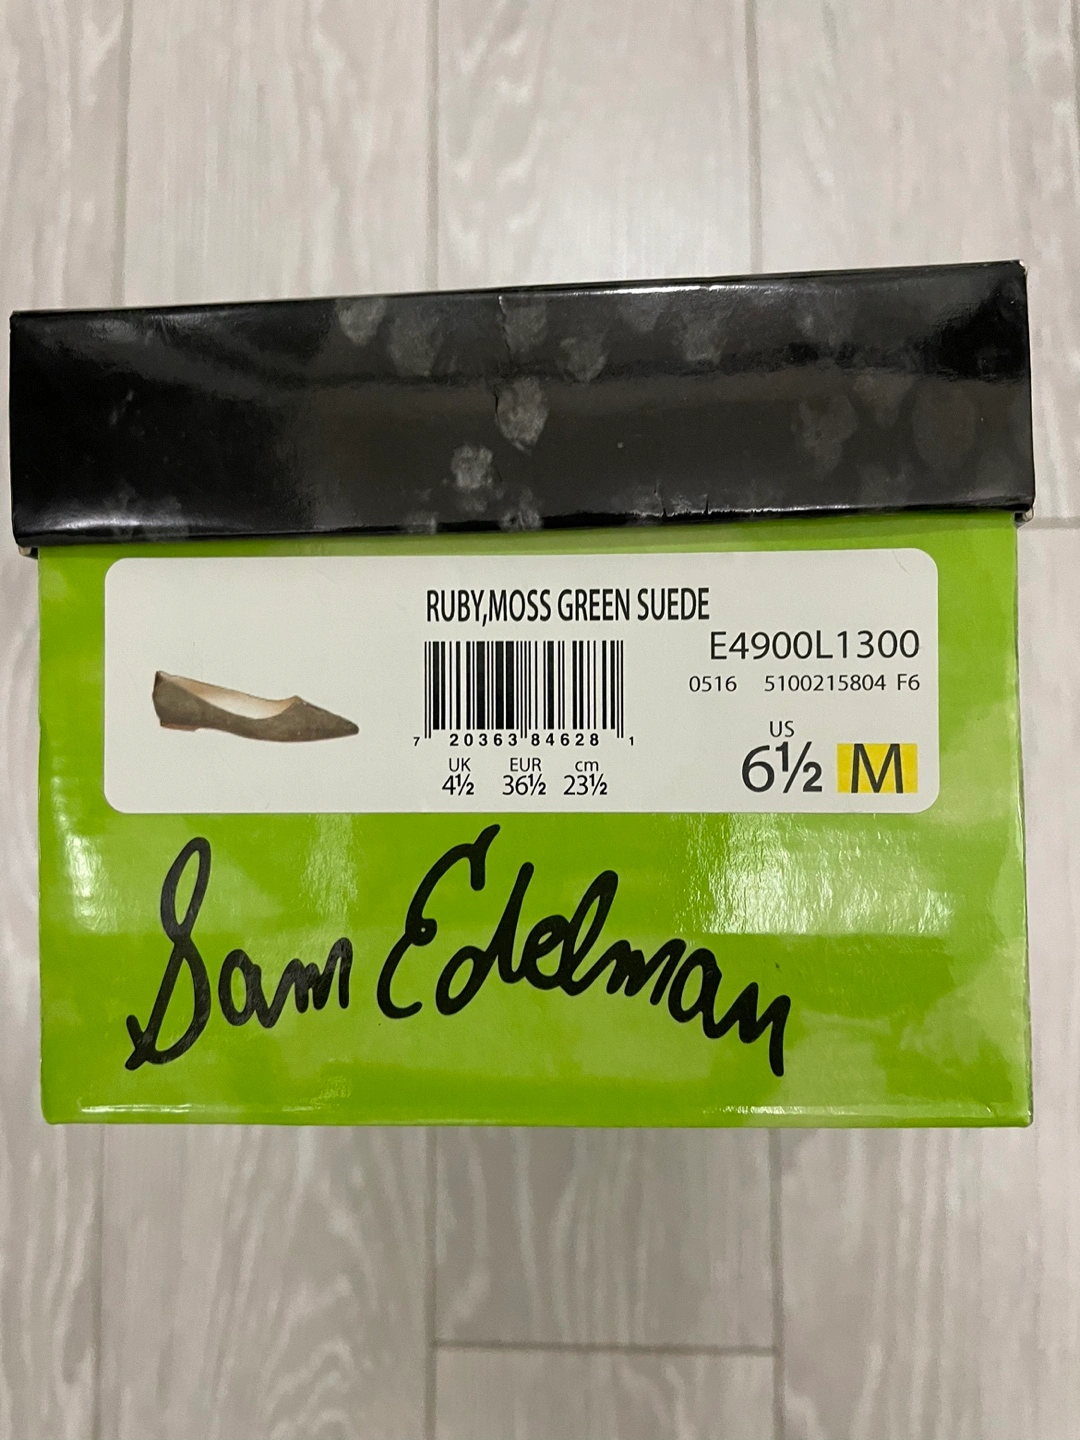 RUBY,MOSS GREEN SUEDE
E4900L1300
0516 5100215804 F6
7 20363 84628 1
UK EUR cm
4½ 36½ 23½
US
6½ M
Sam Edelman